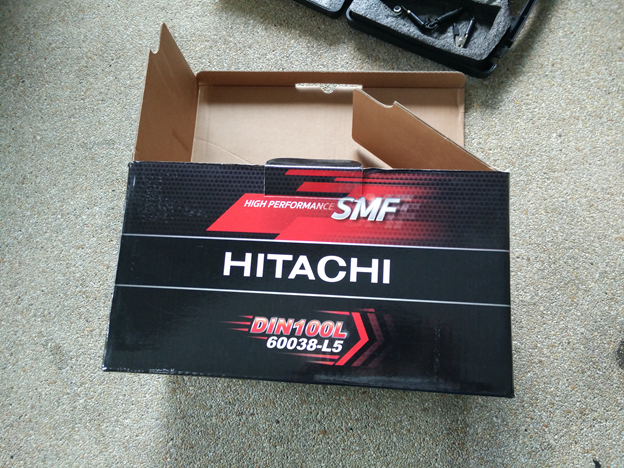 HIGH PERFORMANCE SMF
HITACHI
DIN100L
60038-L5